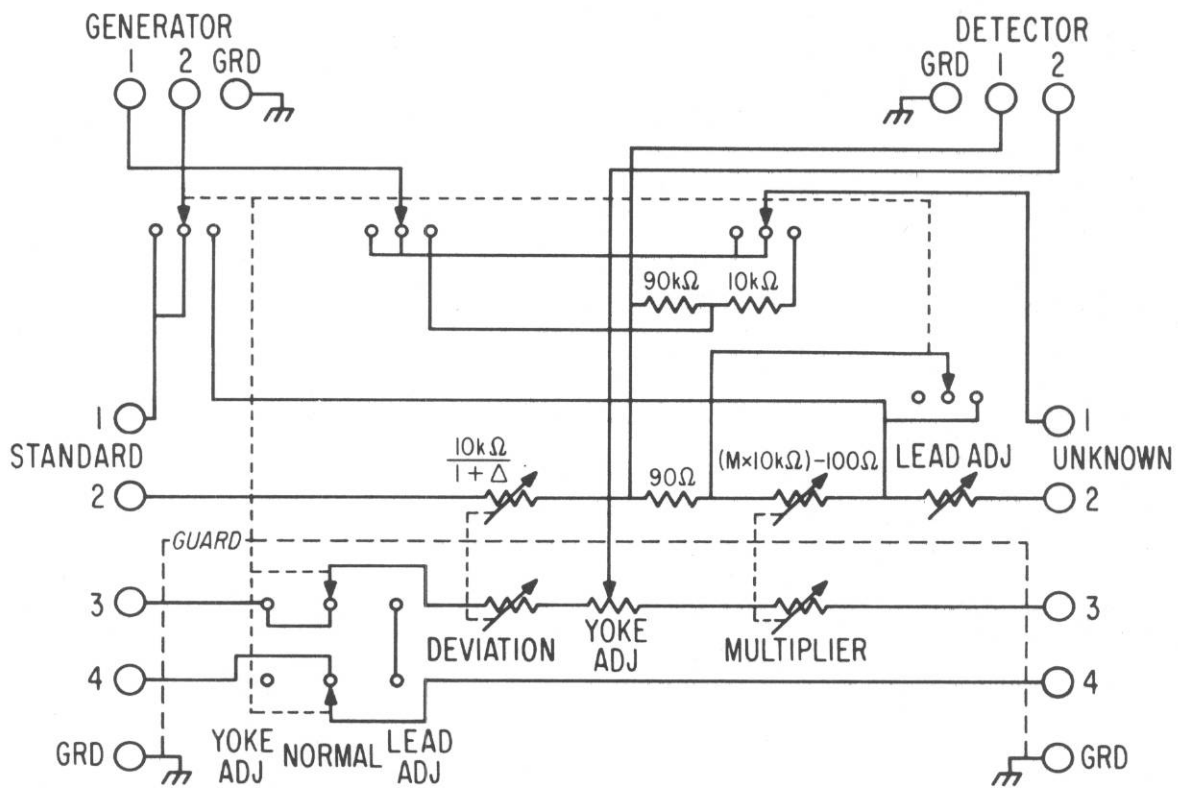 GENERATOR
1 2 GRD
DETECTOR
GRD 1 2
90kΩ 10kΩ
1
STANDARD
2
10kΩ
1 + Δ
90Ω
(M×10kΩ)−100Ω
LEAD ADJ
1
UNKNOWN
2
GUARD
3
4
GRD
YOKE
ADJ
NORMAL
LEAD
ADJ
DEVIATION
YOKE
ADJ
MULTIPLIER
3
4
GRD